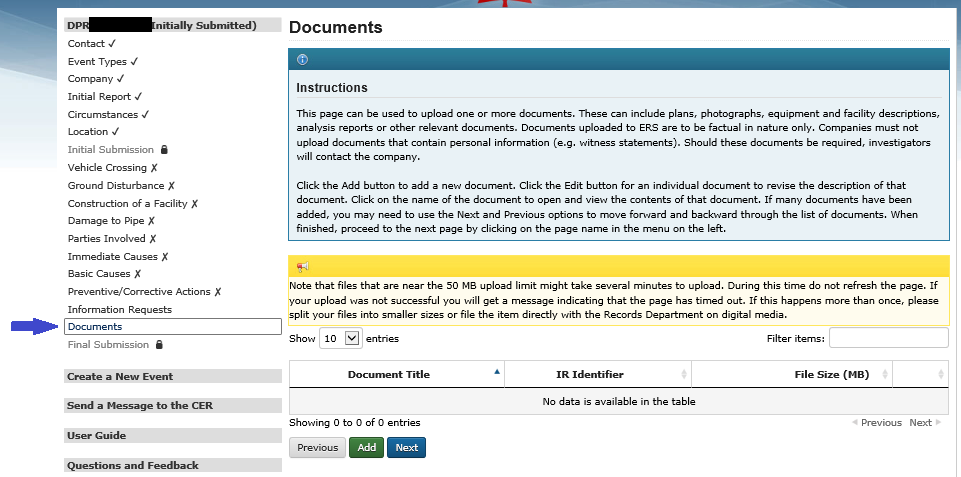 DPR Initially Submitted)
Contact ✓
Event Types ✓
Company ✓
Initial Report ✓
Circumstances ✓
Location ✓
Initial Submission
Vehicle Crossing ✗
Ground Disturbance ✗
Construction of a Facility ✗
Damage to Pipe ✗
Parties Involved ✗
Immediate Causes ✗
Basic Causes ✗
Preventive/Corrective Actions ✗
Information Requests
Documents
Final Submission
Create a New Event
Send a Message to the CER
User Guide
Questions and Feedback
Documents
Instructions
This page can be used to upload one or more documents. These can include plans, photographs, equipment and facility descriptions,
analysis reports or other relevant documents. Documents uploaded to ERS are to be factual in nature only. Companies must not
upload documents that contain personal information (e.g. witness statements). Should these documents be required, investigators
will contact the company.
Click the Add button to add a new document. Click the Edit button for an individual document to revise the description of that
document. Click on the name of the document to open and view the contents of that document. If many documents have been
added, you may need to use the Next and Previous options to move forward and backward through the list of documents. When
finished, proceed to the next page by clicking on the page name in the menu on the left.
Note that files that are near the 50 MB upload limit might take several minutes to upload. During this time do not refresh the page. If
your upload was not successful you will get a message indicating that the page has timed out. If this happens more than once, please
split your files into smaller sizes or file the item directly with the Records Department on digital media.
Show 10 entries Filter items:
Document Title IR Identifier File Size (MB)
No data is available in the table
Showing 0 to 0 of 0 entries Previous Next
Previous Add Next